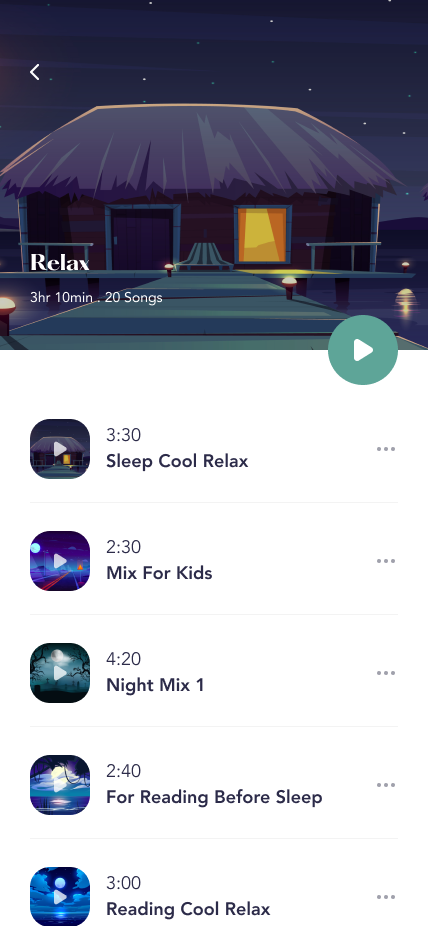 Relax
3hr 10min . 20 Songs
3:30
Sleep Cool Relax
2:30
Mix For Kids
4:20
Night Mix 1
2:40
For Reading Before Sleep
3:00
Reading Cool Relax